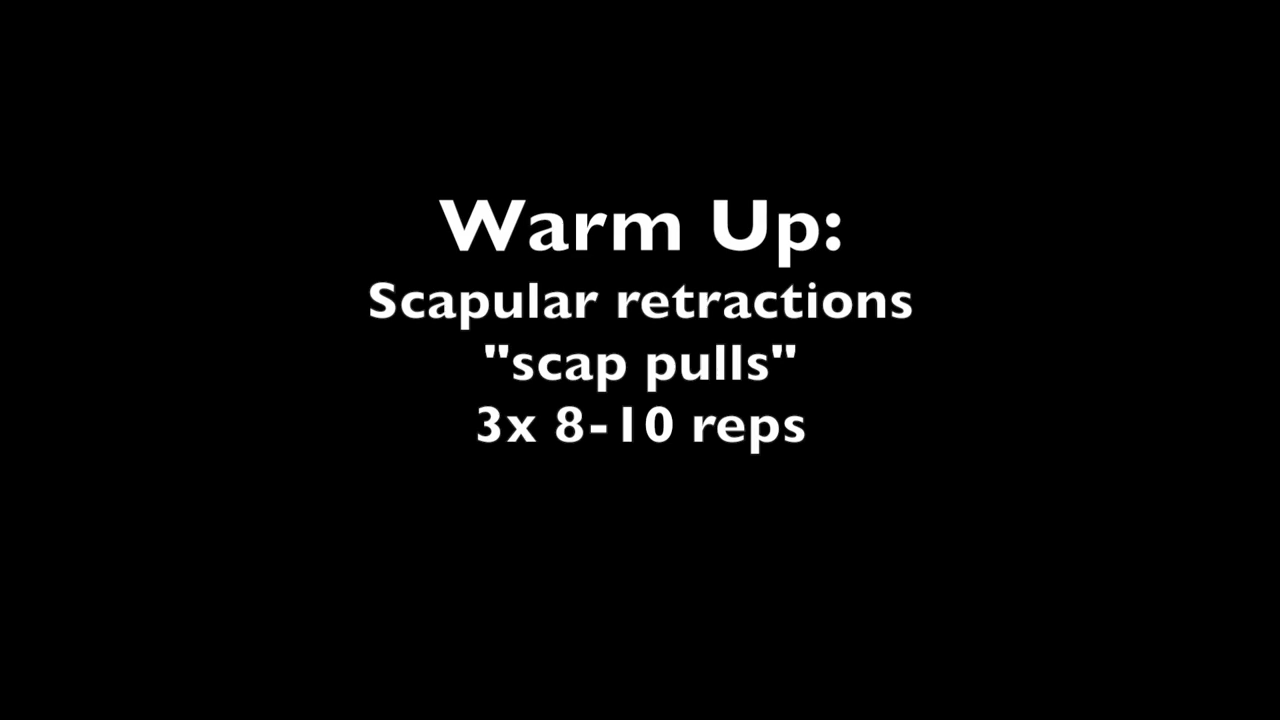 Warm Up:
Scapular retractions
"scap pulls"
3x 8-10 reps